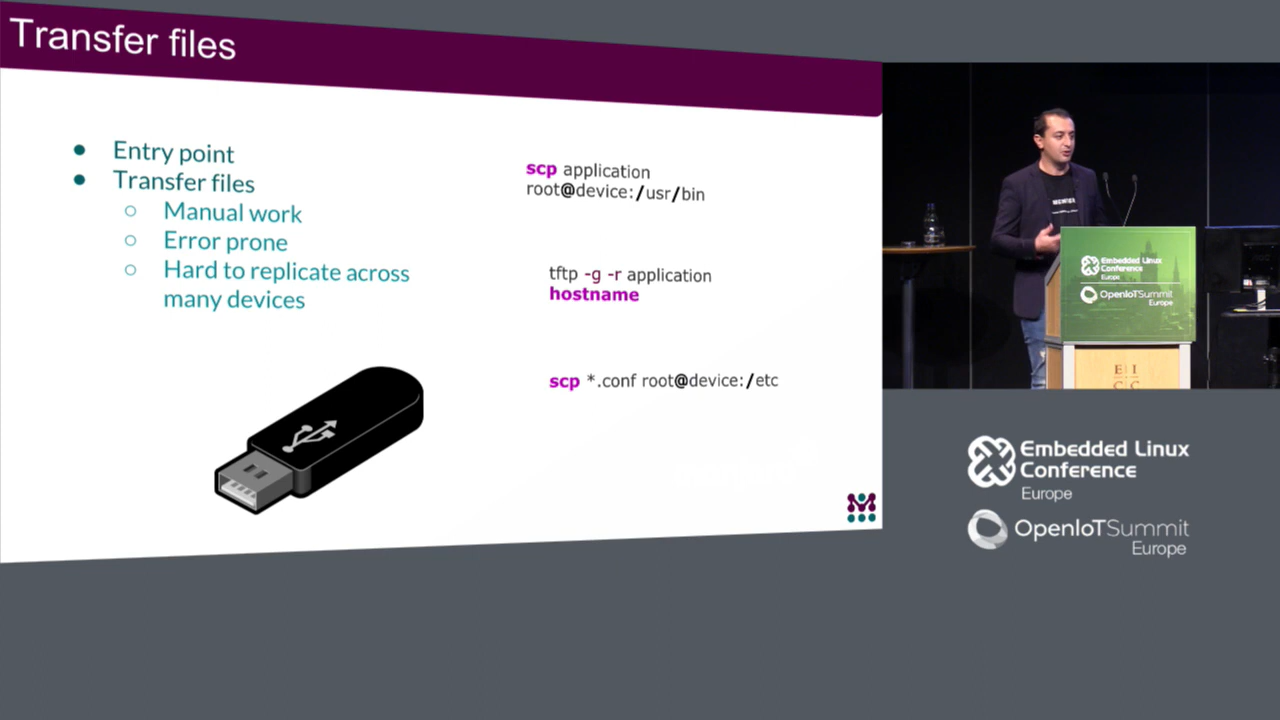 Transfer files
Entry point
Transfer files
Manual work
Error prone
Hard to replicate across
many devices
scp application
root@device:/usr/bin
tftp -g -r application
hostname
scp *.conf root@device:/etc
Embedded Linux
Conference
Europe
OpenIoTSummit
Europe
E I
C C
Embedded Linux
Conference
Europe
OpenIoTSummit
Europe